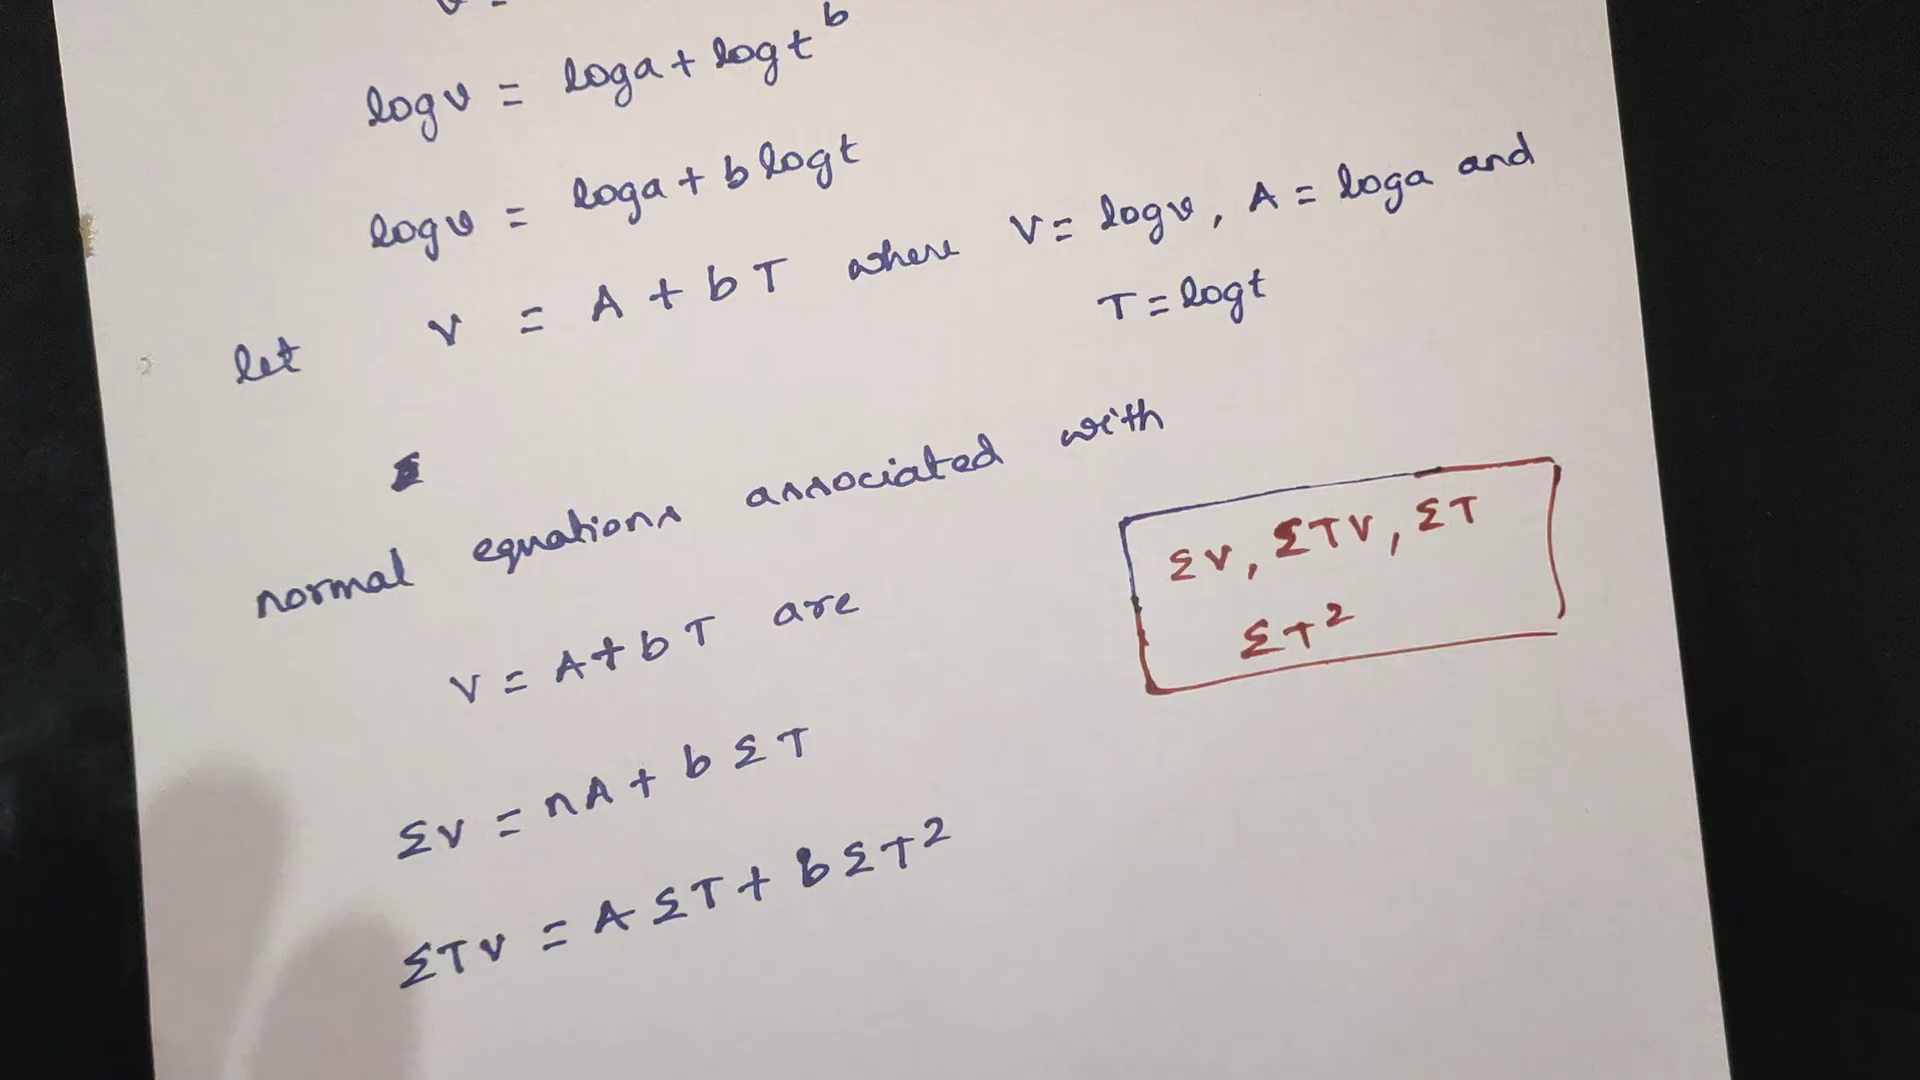 log v = log a + log t^b
log v = log a + b log t
let V = A + bT where V = log v, A = log a and
T = log t
normal equations associated with
V = A + bT are
ΣV = nA + bΣT
ΣTV = AΣT + bΣT²
ΣV, ΣTV, ΣT
ΣT²